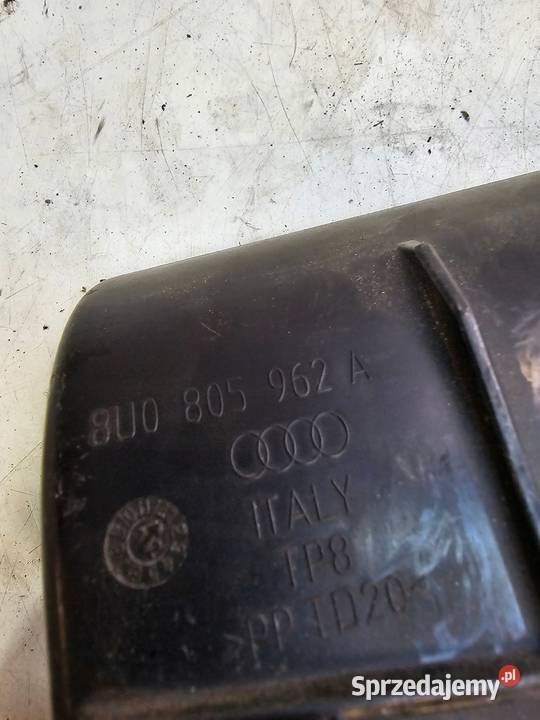 8U0 805 962 A
ITALY
TP8
>PP TD20<
Sprzedajemy.pl